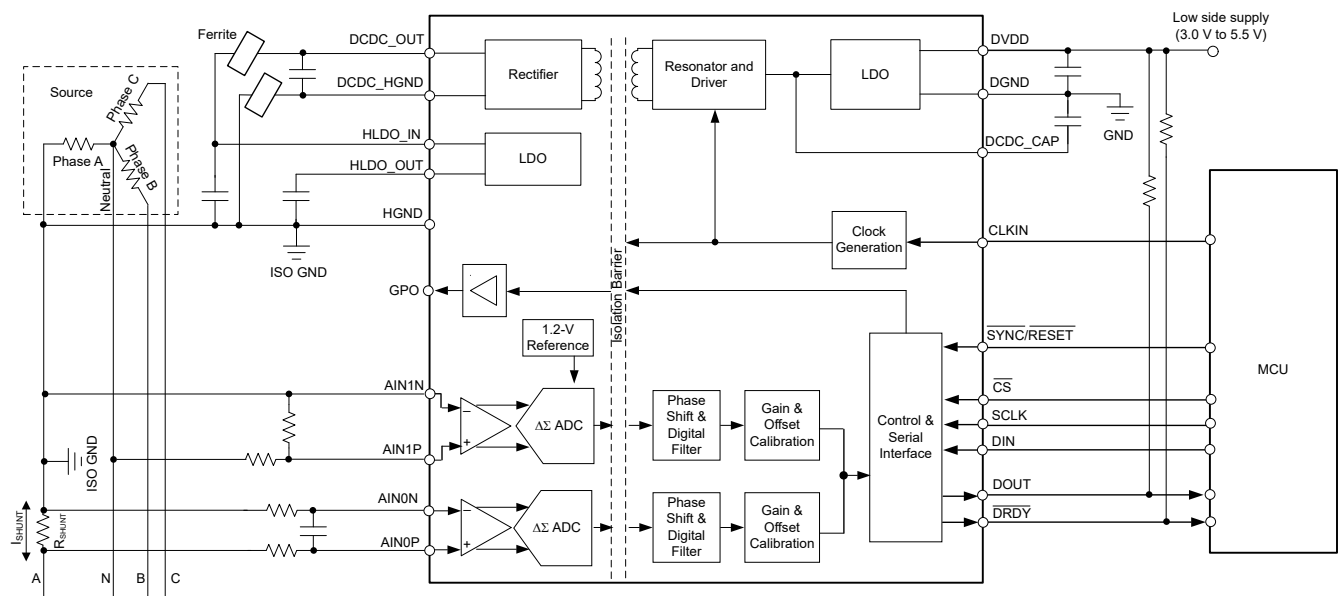 Ferrite
DCDC_OUT
DCDC_HGND
HLDO_IN
HLDO_OUT
HGND
ISO GND
GPO
Source
Phase C
Phase A
Phase B
Neutral
Rectifier
LDO
Isolation Barrier
Resonator and
Driver
LDO
DVDD
DGND
DCDC_CAP
GND
Low side supply
(3.0 V to 5.5 V)
Clock
Generation
CLKIN
1.2-V
Reference
AIN1N
AIN1P
ISO GND
AIN0N
AIN0P
ISHUNT
RSHUNT
A
N
B
C
−
+
ΔΣ ADC
−
+
ΔΣ ADC
Phase
Shift &
Digital
Filter
Gain &
Offset
Calibration
Phase
Shift &
Digital
Filter
Gain &
Offset
Calibration
Control &
Serial
Interface
SYNC/RESET
CS
SCLK
DIN
DOUT
DRDY
MCU